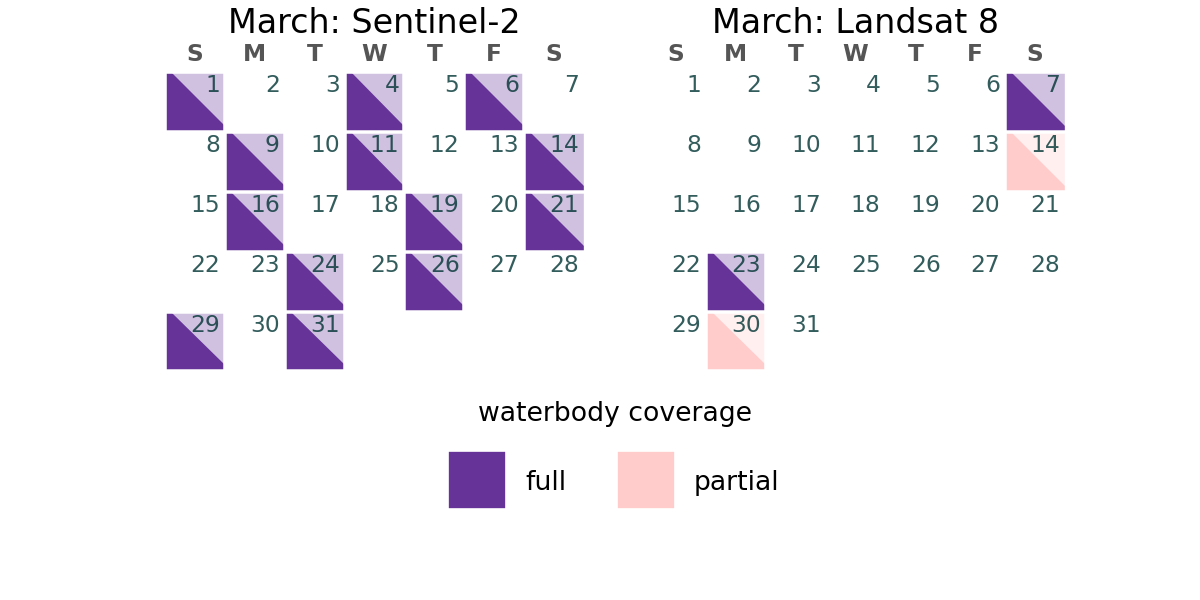 March: Sentinel-2
S M T W T F S
1 2 3 4 5 6 7
8 9 10 11 12 13 14
15 16 17 18 19 20 21
22 23 24 25 26 27 28
29 30 31
March: Landsat 8
S M T W T F S
1 2 3 4 5 6 7
8 9 10 11 12 13 14
15 16 17 18 19 20 21
22 23 24 25 26 27 28
29 30 31
waterbody coverage
full partial